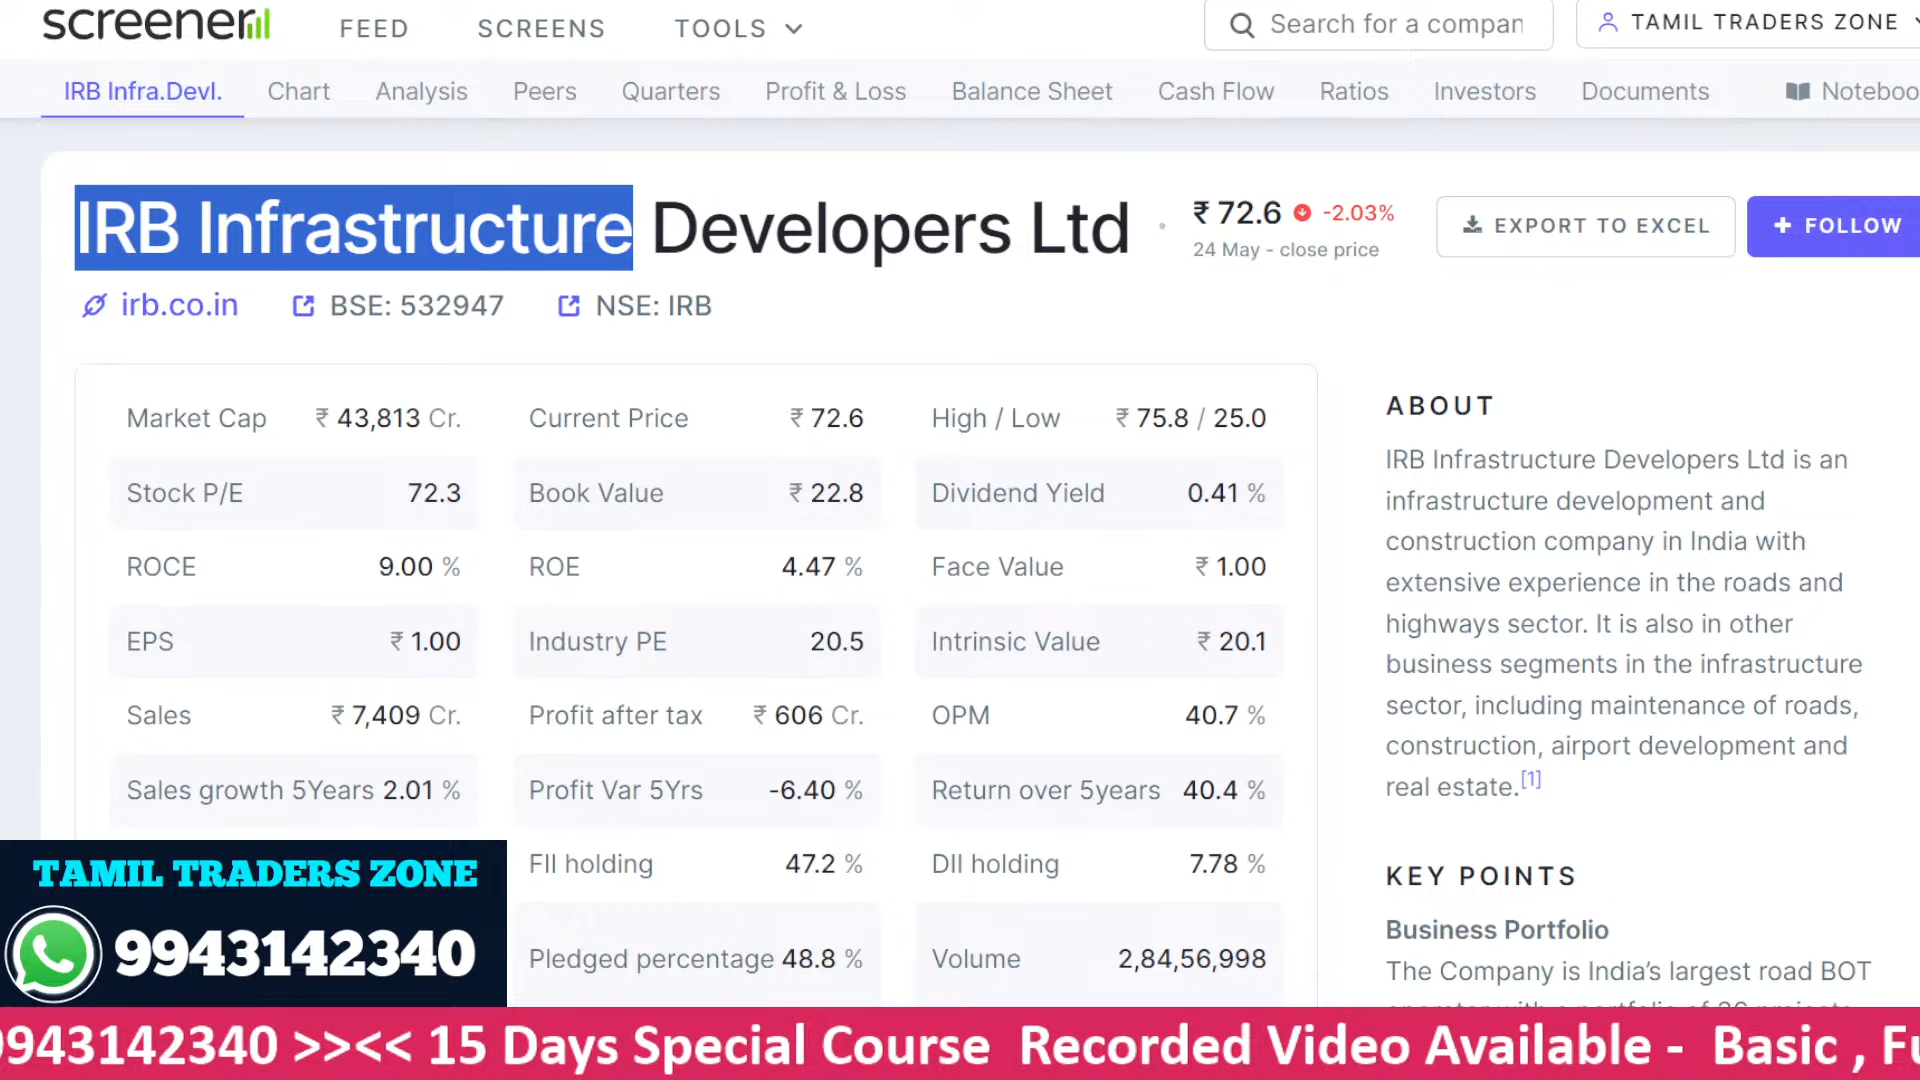 screener
FEED SCREENS TOOLS
Search for a compan
TAMIL TRADERS ZONE
IRB Infra.Devl. Chart Analysis Peers Quarters Profit & Loss Balance Sheet Cash Flow Ratios Investors Documents Noteboo
IRB Infrastructure Developers Ltd
₹ 72.6 -2.03%
24 May - close price
EXPORT TO EXCEL
+ FOLLOW
irb.co.in BSE: 532947 NSE: IRB
Market Cap ₹ 43,813 Cr. Current Price ₹ 72.6 High / Low ₹ 75.8 / 25.0
Stock P/E 72.3 Book Value ₹ 22.8 Dividend Yield 0.41 %
ROCE 9.00 % ROE 4.47 % Face Value ₹ 1.00
EPS ₹ 1.00 Industry PE 20.5 Intrinsic Value ₹ 20.1
Sales ₹ 7,409 Cr. Profit after tax ₹ 606 Cr. OPM 40.7 %
Sales growth 5Years 2.01 % Profit Var 5Yrs -6.40 % Return over 5years 40.4 %
FII holding 47.2 % DII holding 7.78 %
Pledged percentage 48.8 % Volume 2,84,56,998
ABOUT
IRB Infrastructure Developers Ltd is an
infrastructure development and
construction company in India with
extensive experience in the roads and
highways sector. It is also in other
business segments in the infrastructure
sector, including maintenance of roads,
construction, airport development and
real estate.[1]
KEY POINTS
Business Portfolio
The Company is India's largest road BOT
TAMIL TRADERS ZONE
9943142340
9943142340 >><< 15 Days Special Course Recorded Video Available - Basic , Fu